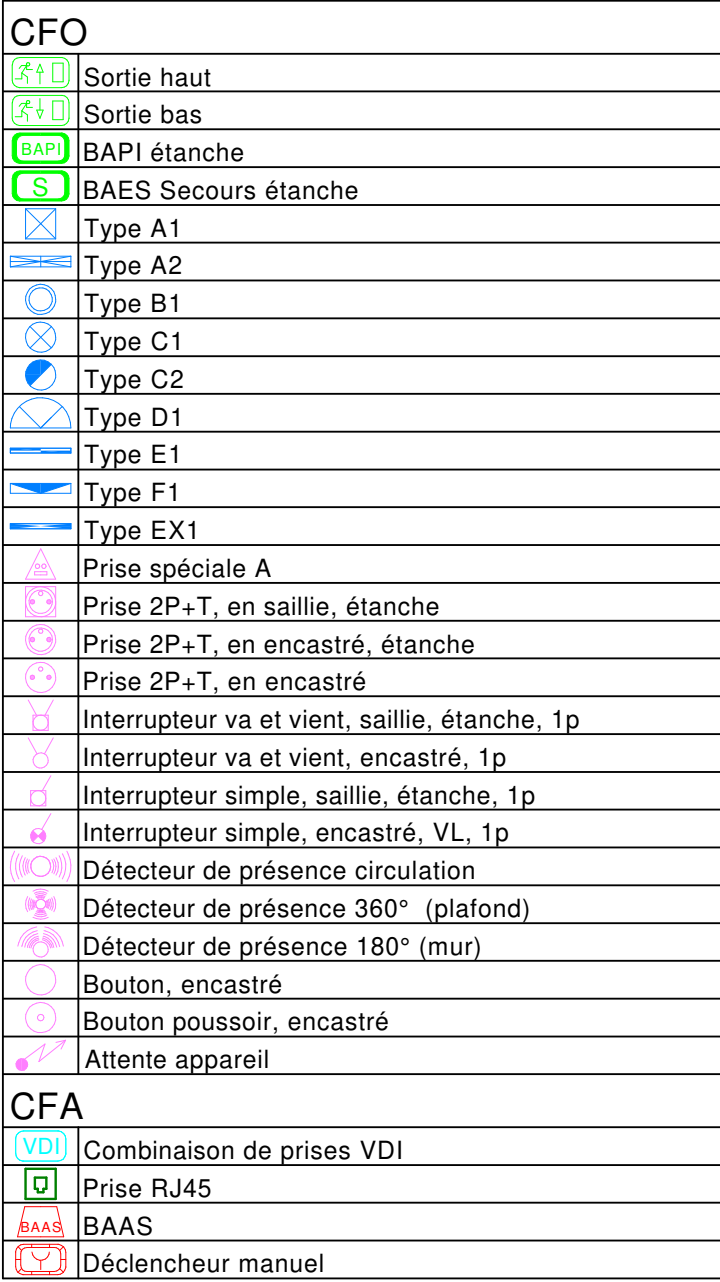 CFO
Sortie haut
Sortie bas
BAPI BAPI étanche
S BAES Secours étanche
Type A1
Type A2
Type B1
Type C1
Type C2
Type D1
Type E1
Type F1
Type EX1
Prise spéciale A
Prise 2P+T, en saillie, étanche
Prise 2P+T, en encastré, étanche
Prise 2P+T, en encastré
Interrupteur va et vient, saillie, étanche, 1p
Interrupteur va et vient, encastré, 1p
Interrupteur simple, saillie, étanche, 1p
Interrupteur simple, encastré, VL, 1p
Détecteur de présence circulation
Détecteur de présence 360° (plafond)
Détecteur de présence 180° (mur)
Bouton, encastré
Bouton poussoir, encastré
Attente appareil
CFA
VDI Combinaison de prises VDI
Prise RJ45
BAAS BAAS
Déclencheur manuel